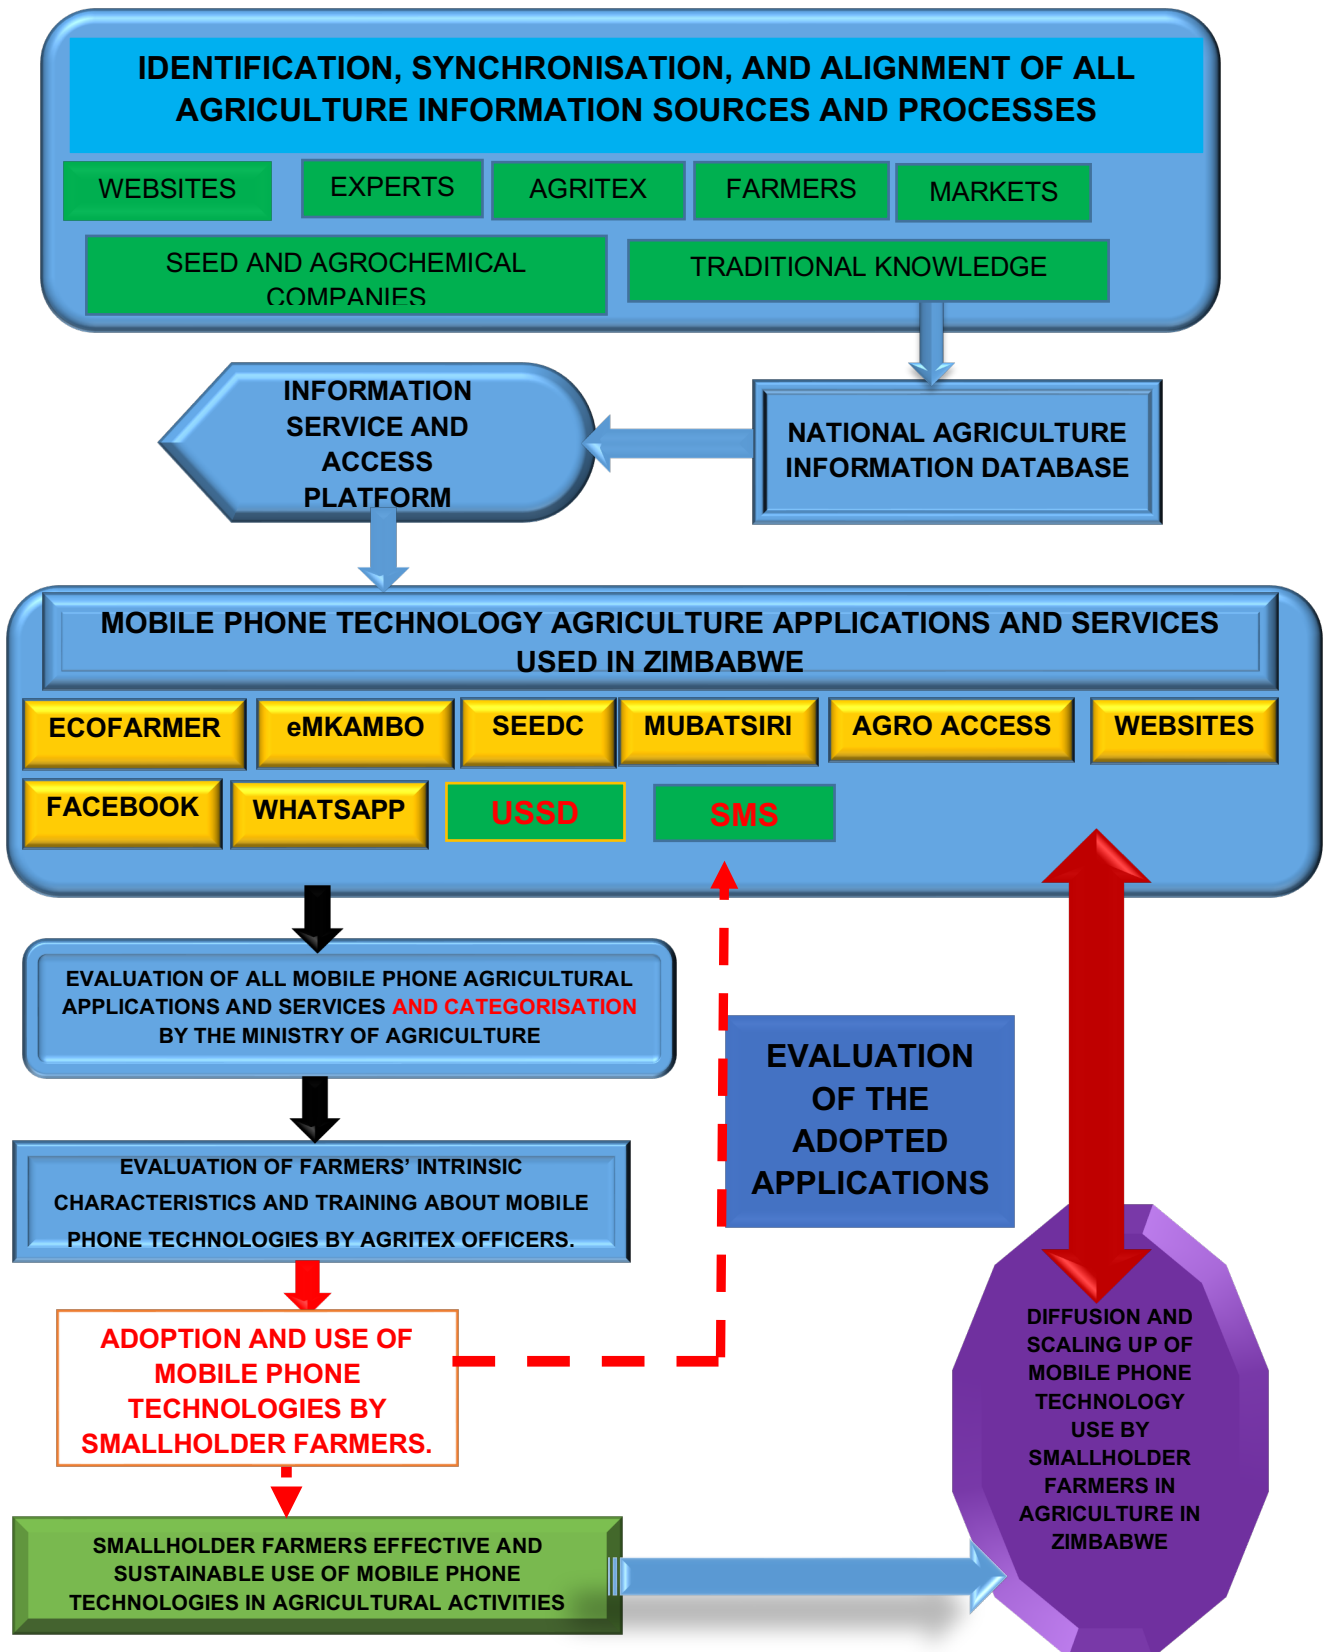 IDENTIFICATION, SYNCHRONISATION, AND ALIGNMENT OF ALL
AGRICULTURE INFORMATION SOURCES AND PROCESSES
WEBSITES
EXPERTS
AGRITEX
FARMERS
MARKETS
SEED AND AGROCHEMICAL
COMPANIES
TRADITIONAL KNOWLEDGE
INFORMATION
SERVICE AND
ACCESS
PLATFORM
NATIONAL AGRICULTURE
INFORMATION DATABASE
MOBILE PHONE TECHNOLOGY AGRICULTURE APPLICATIONS AND SERVICES
USED IN ZIMBABWE
ECOFARMER
eMKAMBO
SEEDC
MUBATSIRI
AGRO ACCESS
WEBSITES
FACEBOOK
WHATSAPP
USSD
SMS
EVALUATION OF ALL MOBILE PHONE AGRICULTURAL
APPLICATIONS AND SERVICES AND CATEGORISATION
BY THE MINISTRY OF AGRICULTURE
EVALUATION
OF THE
ADOPTED
APPLICATIONS
EVALUATION OF FARMERS’ INTRINSIC
CHARACTERISTICS AND TRAINING ABOUT MOBILE
PHONE TECHNOLOGIES BY AGRITEX OFFICERS.
ADOPTION AND USE OF
MOBILE PHONE
TECHNOLOGIES BY
SMALLHOLDER FARMERS.
DIFFUSION AND
SCALING UP OF
MOBILE PHONE
TECHNOLOGY
USE BY
SMALLHOLDER
FARMERS IN
AGRICULTURE IN
ZIMBABWE
SMALLHOLDER FARMERS EFFECTIVE AND
SUSTAINABLE USE OF MOBILE PHONE
TECHNOLOGIES IN AGRICULTURAL ACTIVITIES